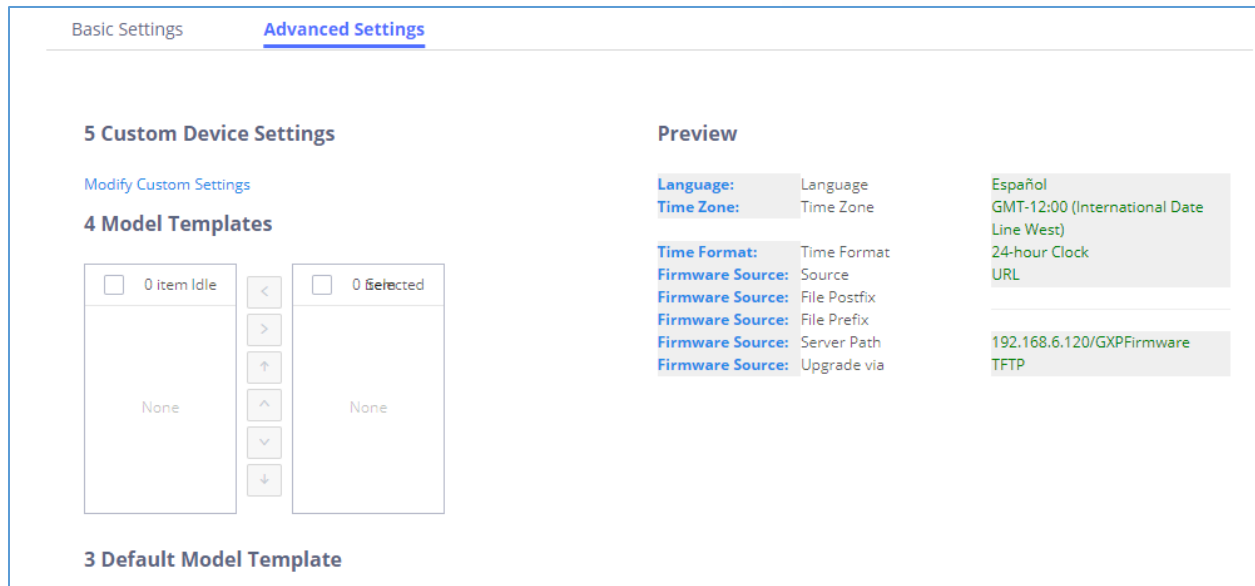 Basic Settings Advanced Settings
5 Custom Device Settings
Modify Custom Settings
4 Model Templates
0 item Idle
0 Selected
None
None
3 Default Model Template
Preview
Language: Language Español
Time Zone: Time Zone GMT-12:00 (International Date
Line West)
Time Format: Time Format 24-hour Clock
Firmware Source: Source URL
Firmware Source: File Postfix
Firmware Source: File Prefix
Firmware Source: Server Path 192.168.6.120/GXPFirmware
Firmware Source: Upgrade via TFTP